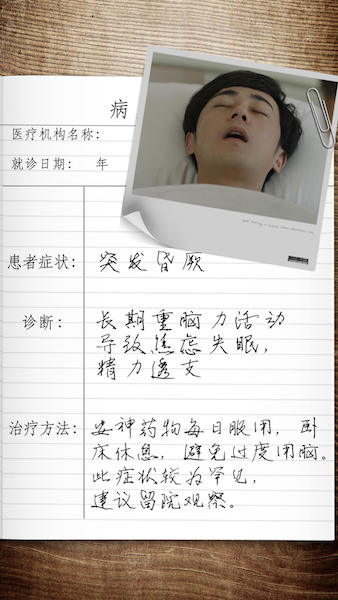 病
医疗机构名称:
就诊日期: 年
患者症状: 突发昏厥
诊断: 长期重脑力活动
导致焦虑失眠,
精力透支
治疗方法: 安神药物每日服用, 卧
床休息, 避免过度用脑。
此症状较为罕见,
建议留院观察。